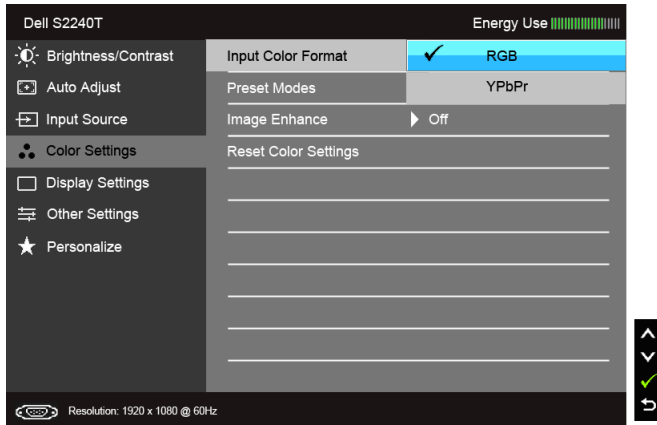 Dell S2240T Energy Use
Brightness/Contrast Input Color Format RGB
Auto Adjust Preset Modes YPbPr
Input Source Image Enhance Off
Color Settings Reset Color Settings
Display Settings
Other Settings
Personalize
Resolution: 1920 x 1080 @ 60Hz